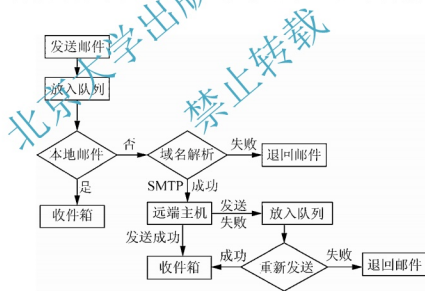 发送邮件
放入队列
本地邮件
否
域名解析
失败
退回邮件
是
SMTP
成功
收件箱
远端主机
发送
失败
放入队列
发送成功
收件箱
成功
重新发送
失败
退回邮件
北京大学出版
禁止转载